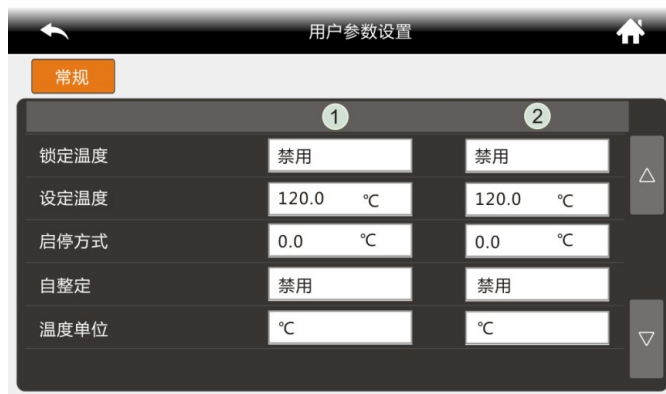 用户参数设置
常规
1 2
锁定温度 禁用 禁用
设定温度 120.0 ℃ 120.0 ℃
启停方式 0.0 ℃ 0.0 ℃
自整定 禁用 禁用
温度单位 ℃ ℃